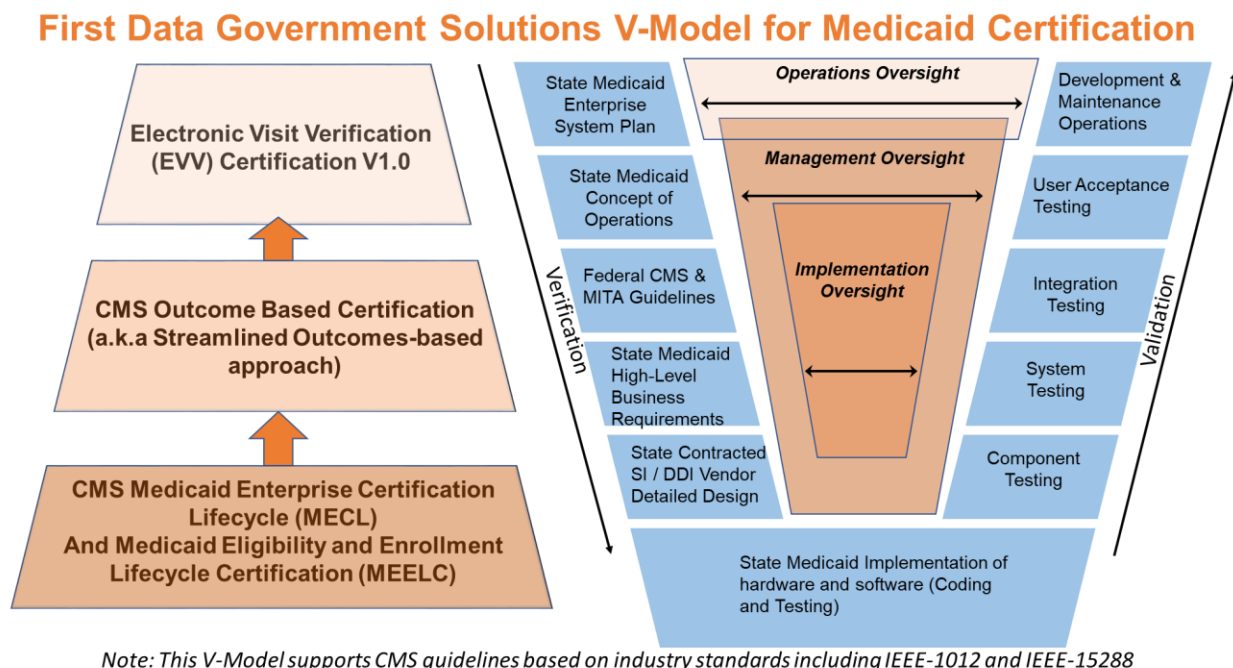 First Data Government Solutions V-Model for Medicaid Certification
Electronic Visit Verification
(EVV) Certification V1.0
CMS Outcome Based Certification
(a.k.a Streamlined Outcomes-based
approach)
CMS Medicaid Enterprise Certification
Lifecycle (MECL)
And Medicaid Eligibility and Enrollment
Lifecycle Certification (MEELC)
Verification
State Medicaid
Enterprise
System Plan
State Medicaid
Concept of
Operations
Federal CMS &
MITA Guidelines
State Medicaid
High-Level
Business
Requirements
State Contracted
SI / DDI Vendor
Detailed Design
Operations Oversight
Management Oversight
Implementation
Oversight
Development &
Maintenance
Operations
User Acceptance
Testing
Integration
Testing
System
Testing
Component
Testing
Validation
State Medicaid Implementation of
hardware and software (Coding
and Testing)
Note: This V-Model supports CMS guidelines based on industry standards including IEEE-1012 and IEEE-15288